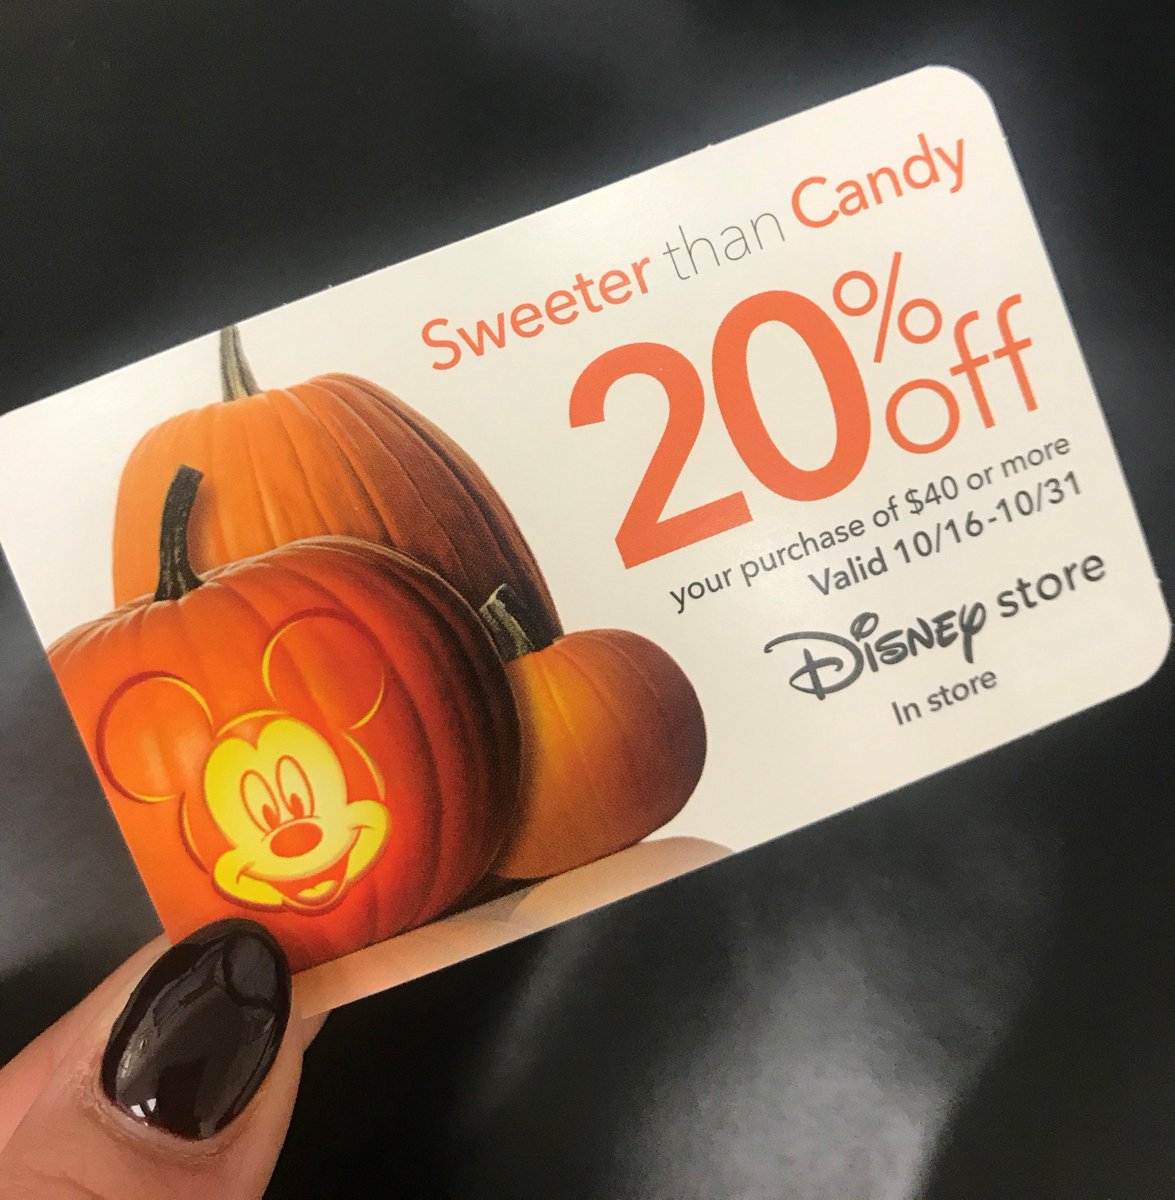 Sweeter than Candy
20% off
your purchase of $40 or more
Valid 10/16-10/31
Disney store
In store